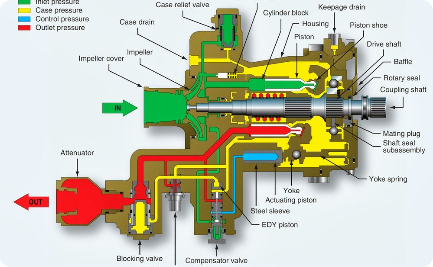 Inlet pressure
Case pressure
Control pressure
Outlet pressure
Case relief valve
Case drain
Impeller
Impeller cover
Cylinder block
Housing
Piston
Keepage drain
Piston shoe
Drive shaft
Baffle
Rotary seal
Coupling shaft
IN
Mating plug
Shaft seal
subassembly
Yoke spring
Yoke
Actuating piston
Steel sleeve
EDY piston
Attenuator
OUT
Blocking valve
Compensator valve